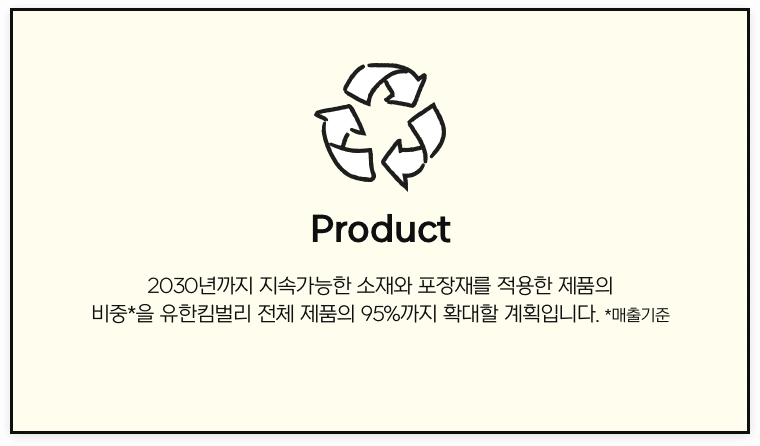 Product
2030년까지 지속가능한 소재와 포장재를 적용한 제품의
비중*을 유한킴벌리 전체 제품의 95%까지 확대할 계획입니다. *매출기준